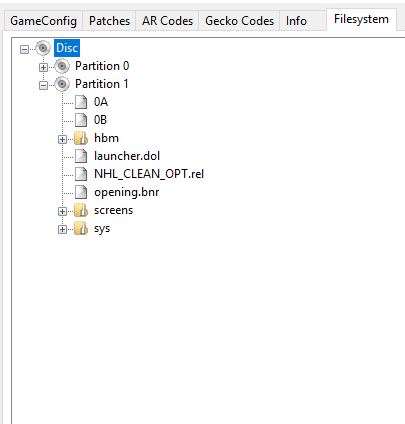 GameConfig Patches AR Codes Gecko Codes Info Filesystem
Disc
Partition 0
Partition 1
0A
0B
hbm
launcher.dol
NHL_CLEAN_OPT.rel
opening.bnr
screens
sys